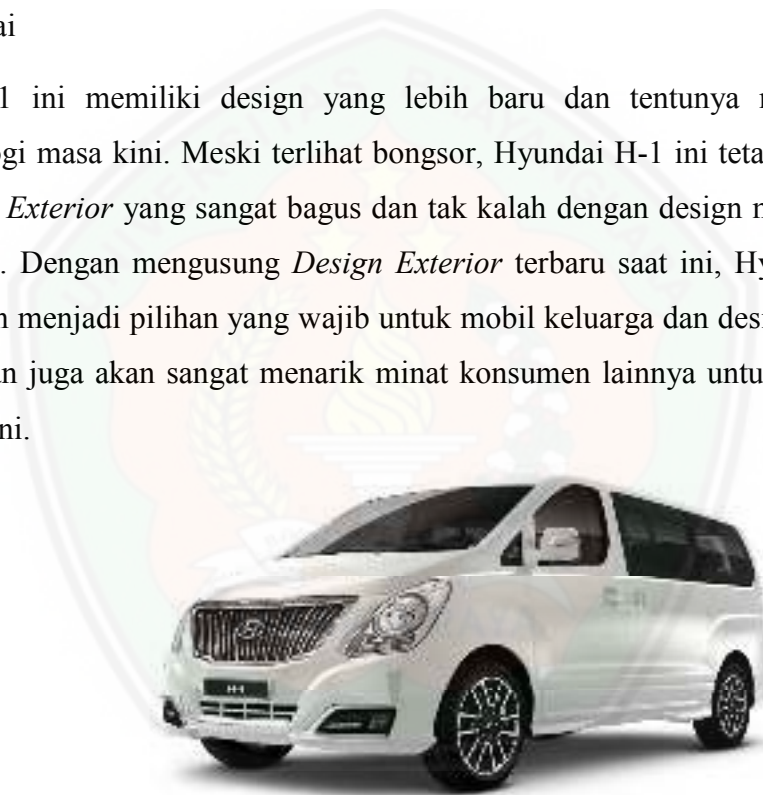 ai
1 ini memiliki design yang lebih baru dan tentunya
ogi masa kini. Meski terlihat bongsor, Hyundai H-1 ini teta
Exterior yang sangat bagus dan tak kalah dengan design
. Dengan mengusung Design Exterior terbaru saat ini, Hy
n menjadi pilihan yang wajib untuk mobil keluarga dan des
an juga akan sangat menarik minat konsumen lainnya untu
ni.
H-1